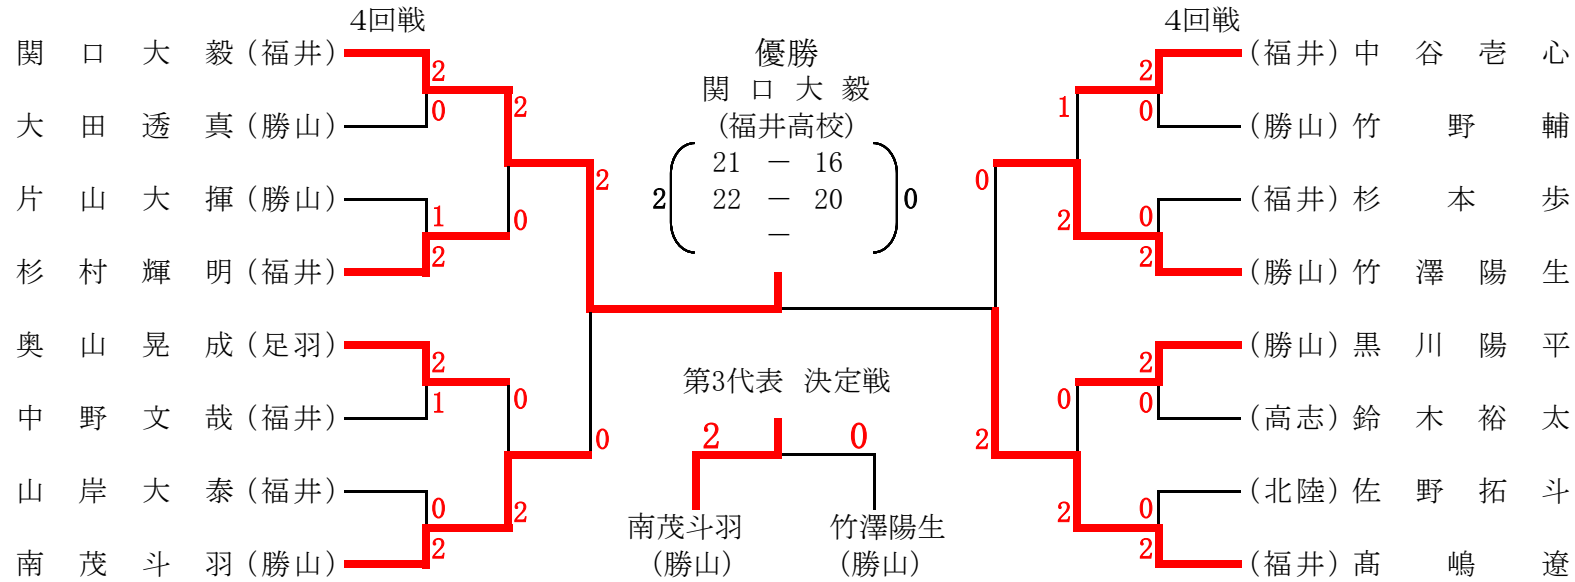 4回戦
関口大毅(福井)
2
0
大田透真(勝山)
2
片山大揮(勝山)
1
2
杉村輝明(福井)
0
2
奥山晃成(足羽)
2
1
中野文哉(福井)
0
山岸大泰(福井)
0
2
南茂斗羽(勝山)
2
0
優勝
関口大毅
(福井高校)
21 － 16
2 22 － 20 0
－
第3代表 決定戦
2 0
南茂斗羽 竹澤陽生
(勝山) (勝山)
4回戦
(福井)中谷壱心
2
0
(勝山)竹野輔
1
(福井)杉本歩
0
2
(勝山)竹澤陽生
2
0
(勝山)黒川陽平
2
0
(高志)鈴木裕太
0
(北陸)佐野拓斗
0
2
(福井)髙嶋遼
2
2